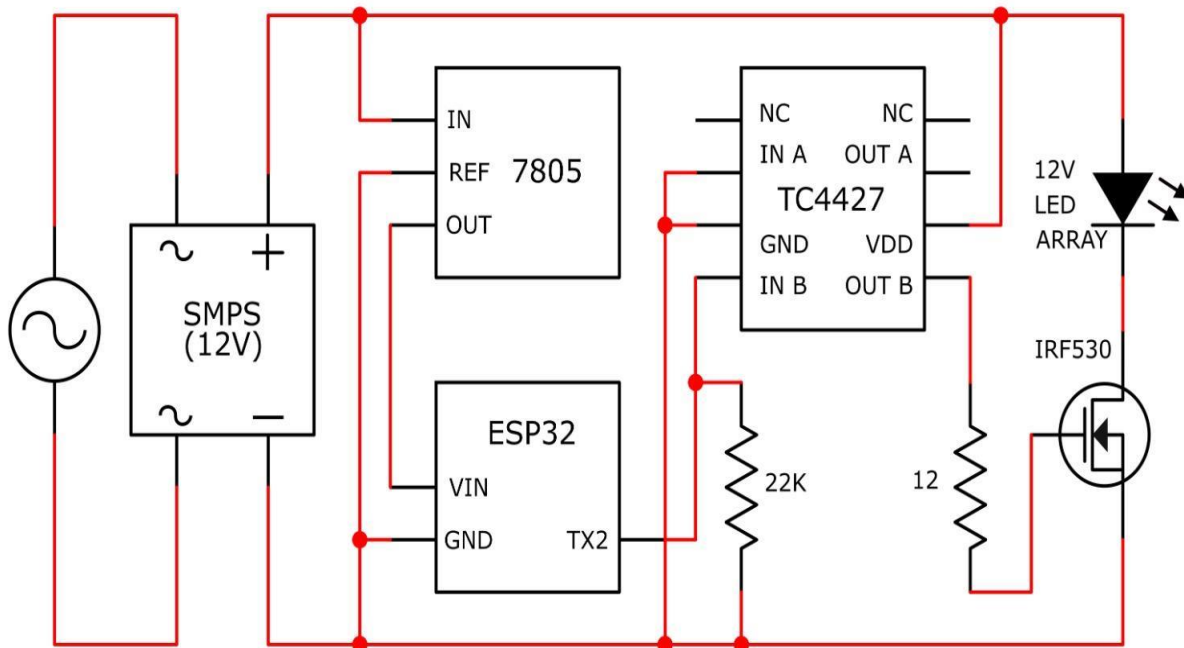 SMPS
(12V)
IN
REF
7805
OUT
ESP32
VIN
GND
TX2
NC
NC
IN A
OUT A
TC4427
GND
VDD
IN B
OUT B
22K
12
12V
LED
ARRAY
IRF530